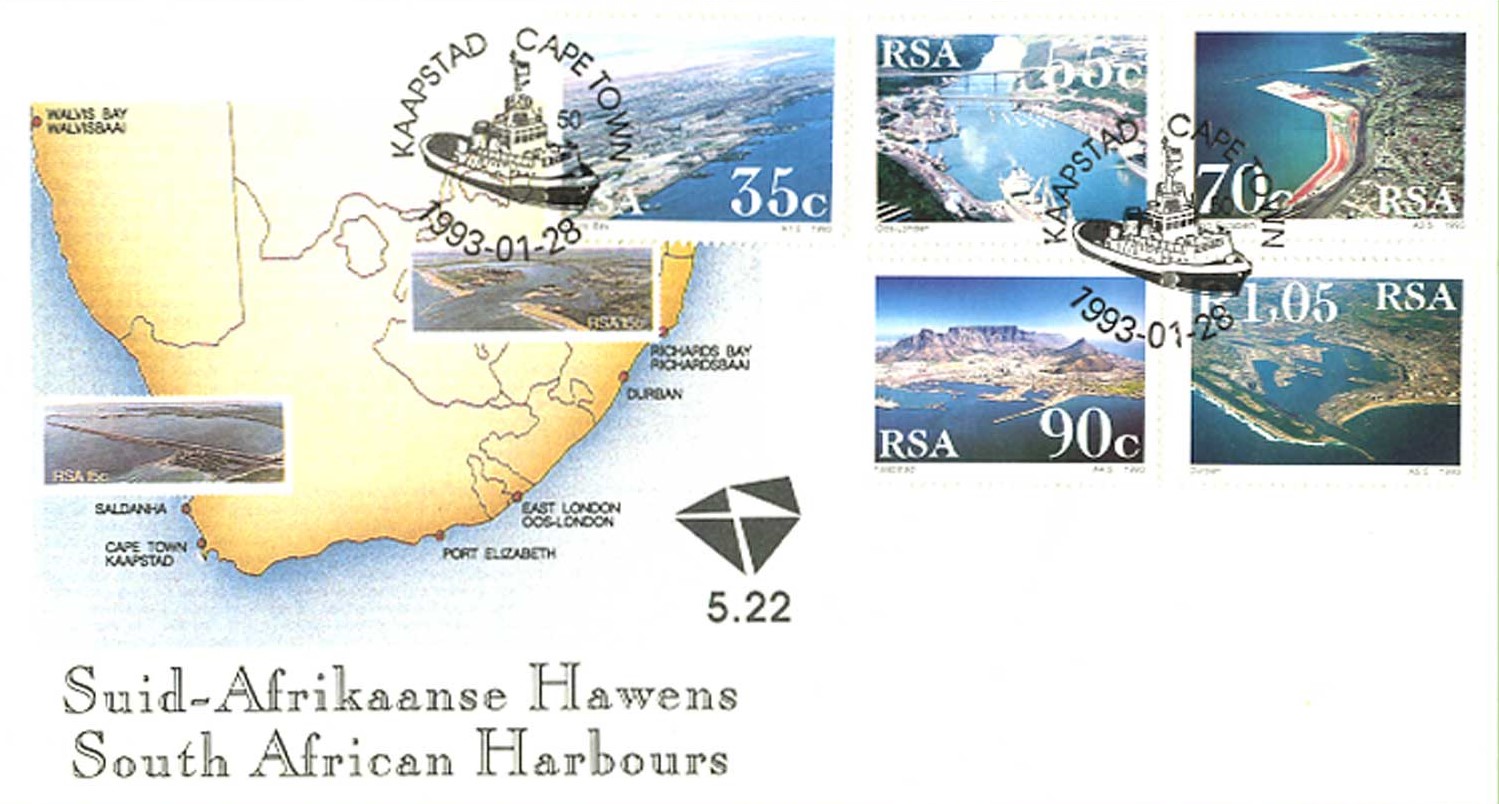 KAAPSTAD CAPE TOWN
50
1993-01-28
35c
RSA
RSA
KAAPSTAD CAPE TOWN
1993-01-28
70c
RSA
RSA
90c
1,05
RSA
WALVIS BAY
WALVISBAAI
RSA 15c
RICHARDS BAY
RICHARDSBAAI
DURBAN
RSA 15c
SALDANHA
CAPE TOWN
KAAPSTAD
EAST LONDON
OOS-LONDON
PORT ELIZABETH
5.22
Suid-Afrikaanse Hawens
South African Harbours